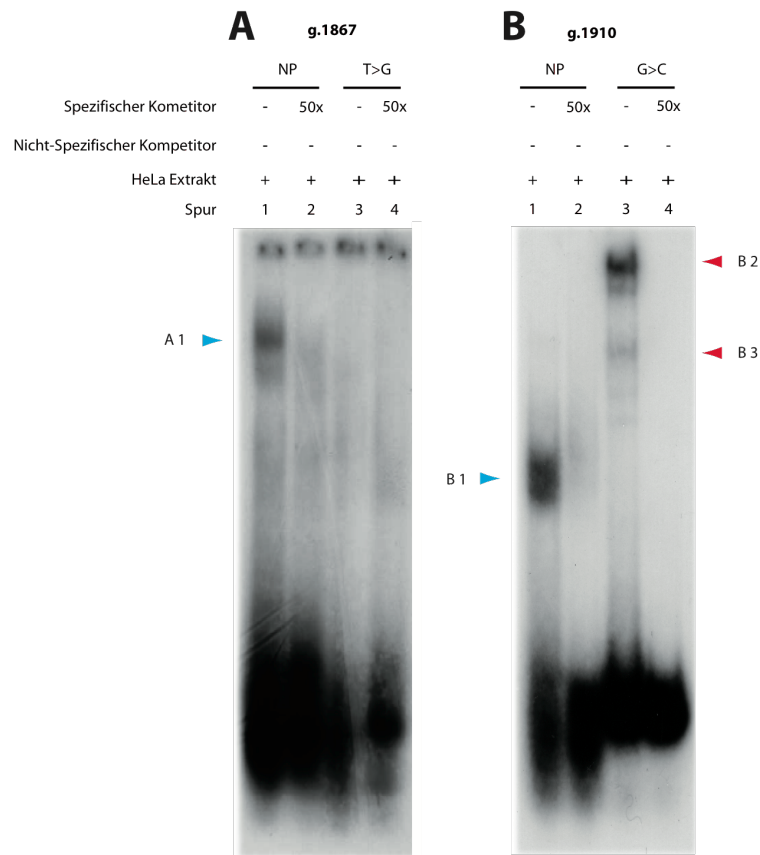 A g.1867 B g.1910
NP T>G NP G>C
Spezifischer Kometitor - 50x - 50x - 50x - 50x
Nicht-Spezifischer Kompetitor - - - - - - - -
HeLa Extrakt + + + + + + + +
Spur 1 2 3 4 1 2 3 4
B 2
A 1
B 3
B 1